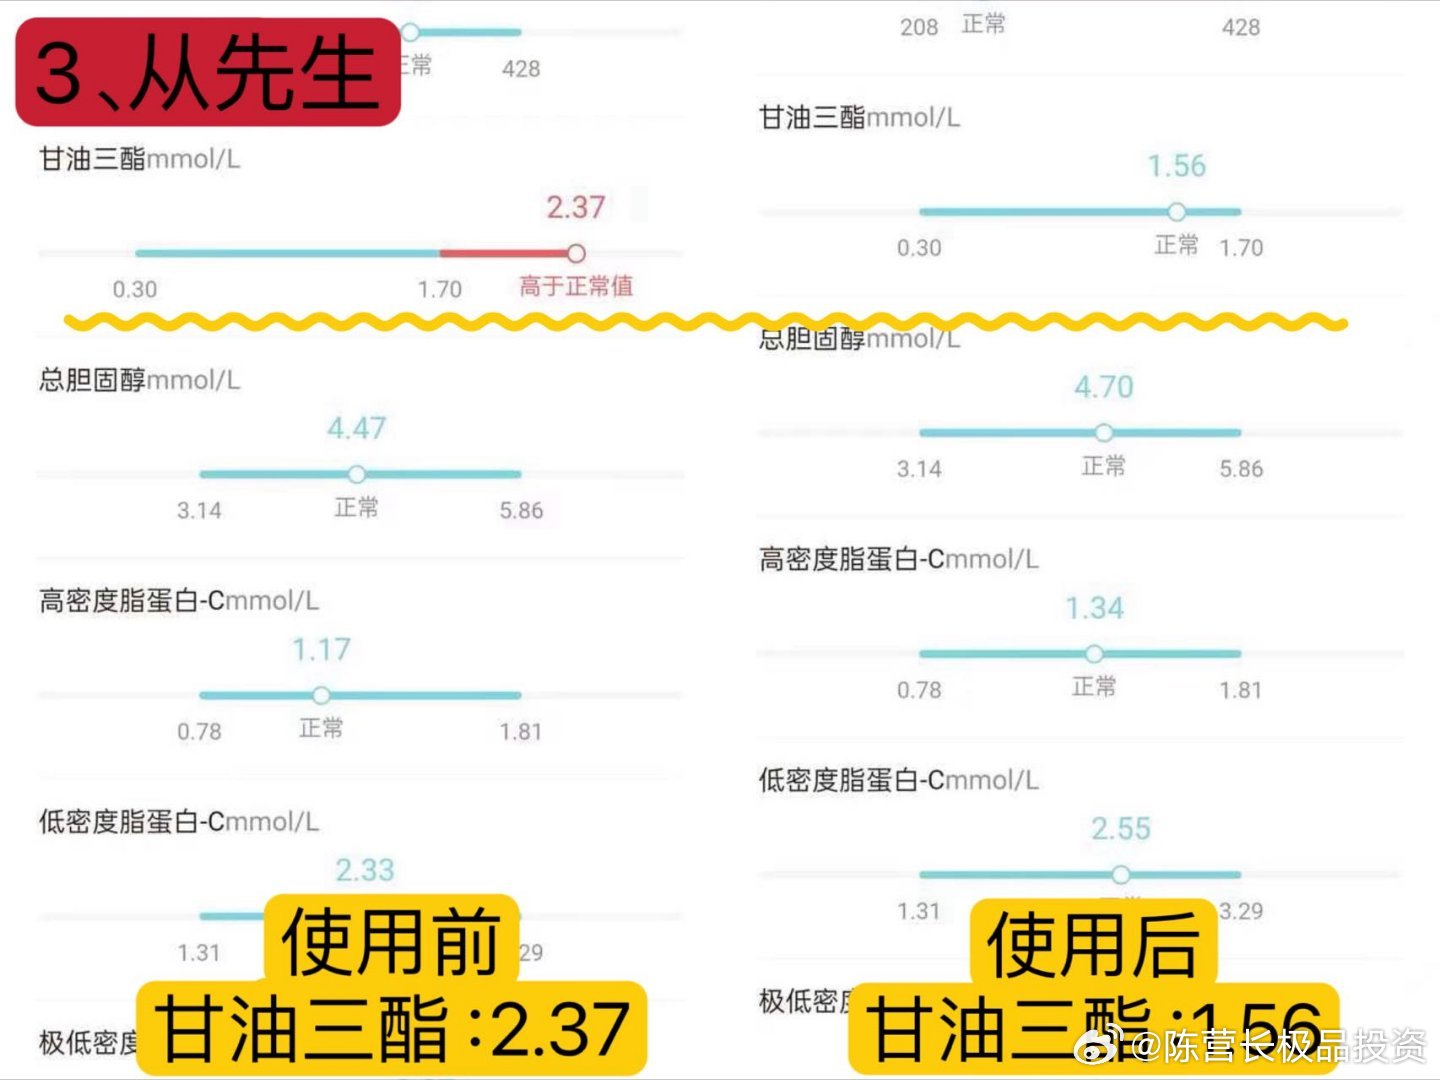 3、从先生
正常
428
甘油三酯mmol/L
2.37
0.30
1.70
高于正常值
总胆固醇mmol/L
4.47
3.14
正常
5.86
高密度脂蛋白-Cmmol/L
1.17
0.78
正常
1.81
低密度脂蛋白-Cmmol/L
2.33
1.31
29
极低密度
使用前
甘油三酯:2.37
208
正常
428
甘油三酯mmol/L
1.56
0.30
正常
1.70
总胆固醇mmol/L
4.70
3.14
正常
5.86
高密度脂蛋白-Cmmol/L
1.34
0.78
正常
1.81
低密度脂蛋白-Cmmol/L
2.55
1.31
3.29
极低密度
使用后
甘油三酯:1.56
@陈营长极品投资